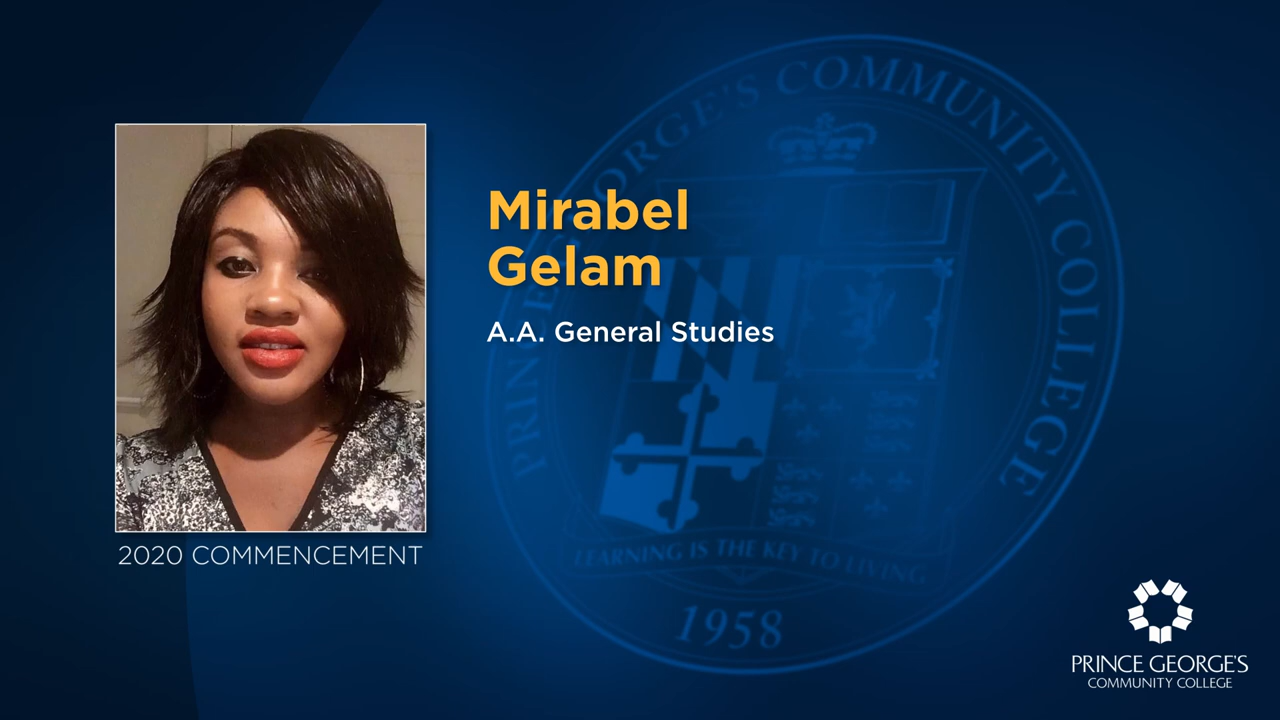 PRINCE GEORGE'S COMMUNITY COLLEGE
Mirabel
Gelam
A.A. General Studies
2020 COMMENCEMENT
LEARNING IS THE KEY TO LIVING
1958
PRINCE GEORGE'S
COMMUNITY COLLEGE